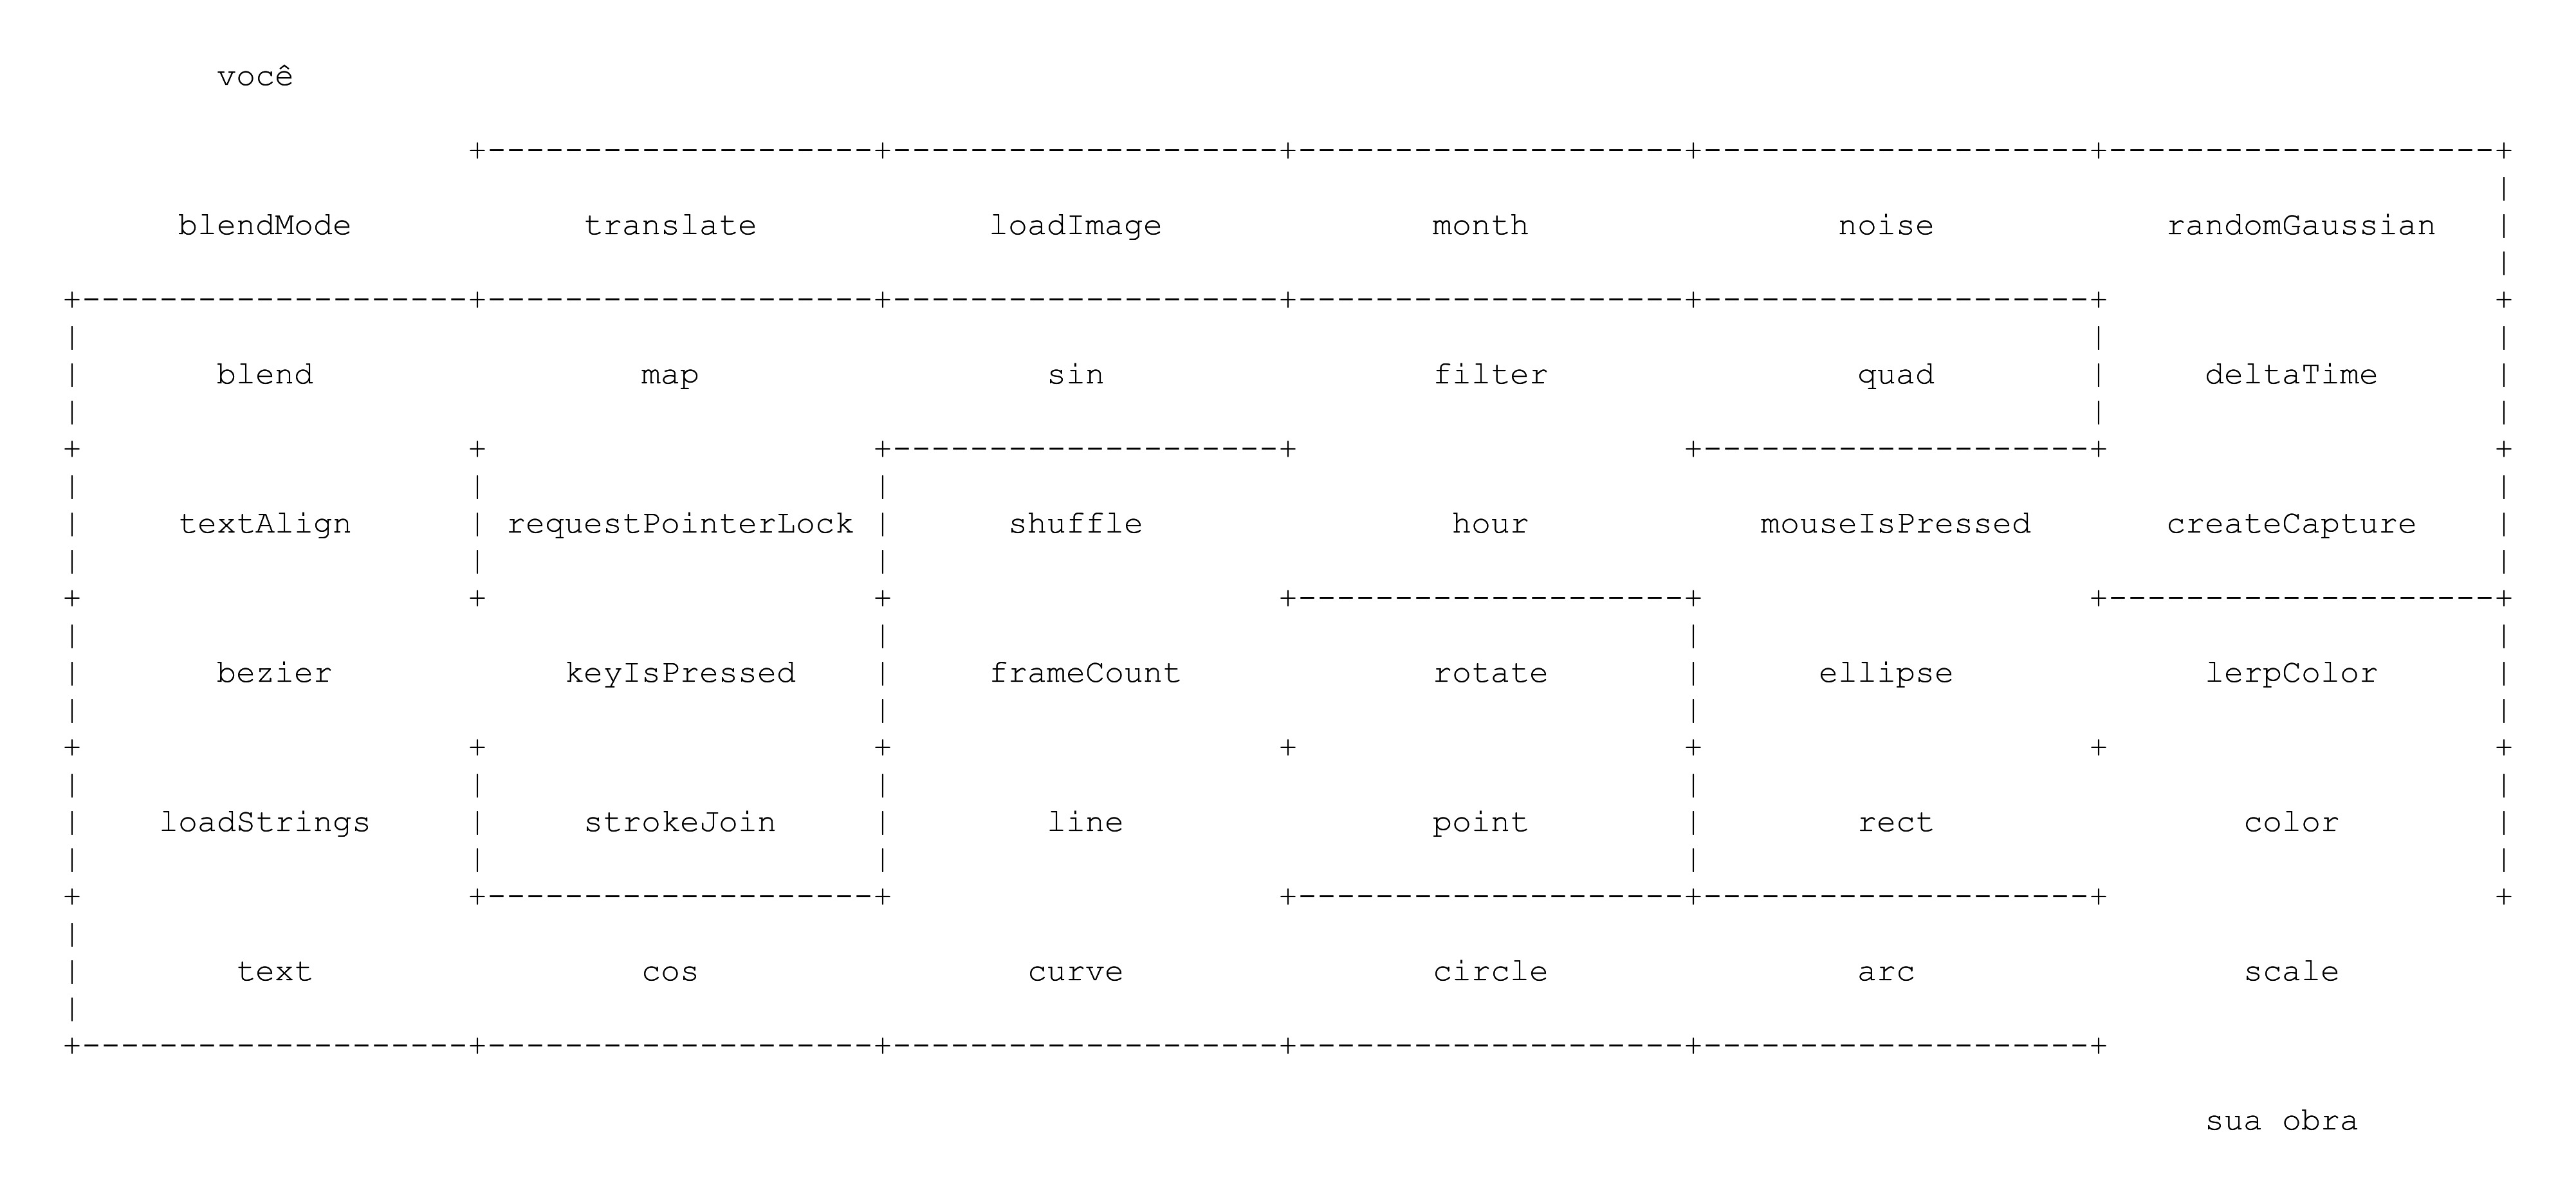 você
blendMode translate loadImage month noise randomGaussian
blend map sin filter quad deltaTime
textAlign requestPointerLock shuffle hour mouseIsPressed createCapture
bezier keyIsPressed frameCount rotate ellipse lerpColor
loadStrings strokeJoin line point rect color
text cos curve circle arc scale
sua obra